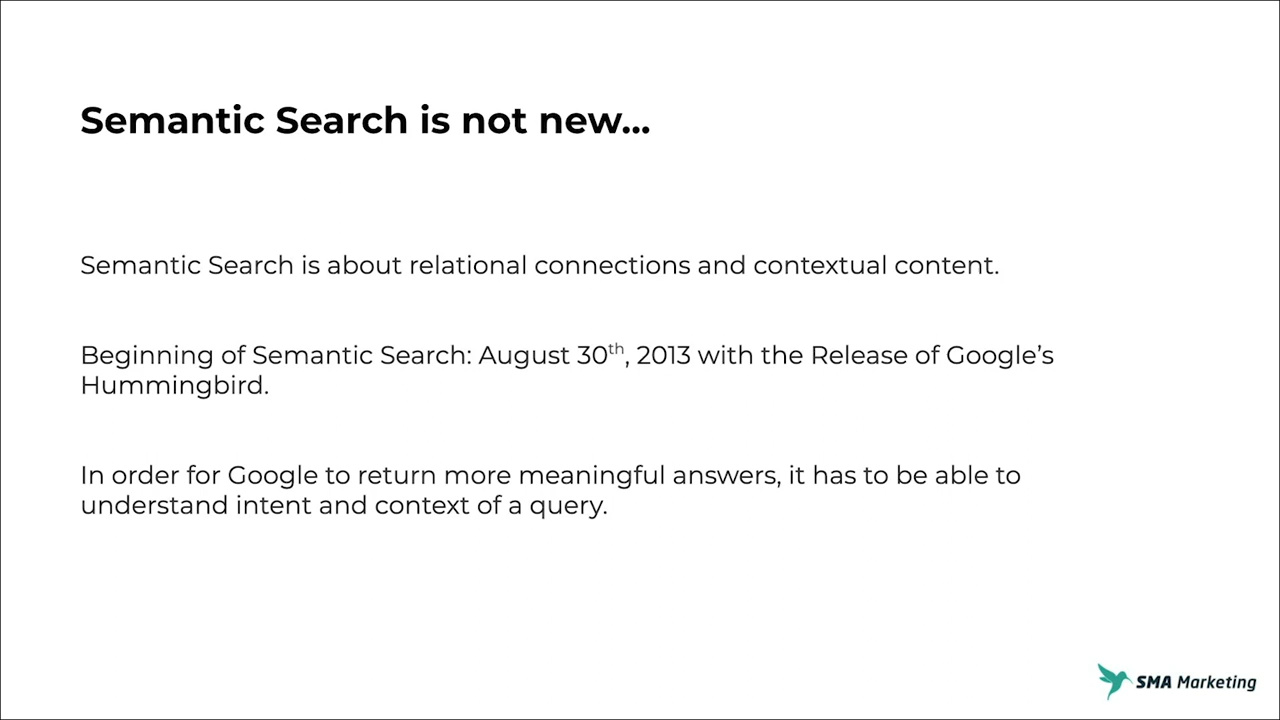 Semantic Search is not new...
Semantic Search is about relational connections and contextual content.
Beginning of Semantic Search: August 30th, 2013 with the Release of Google’s
Hummingbird.
In order for Google to return more meaningful answers, it has to be able to
understand intent and context of a query.
SMA Marketing